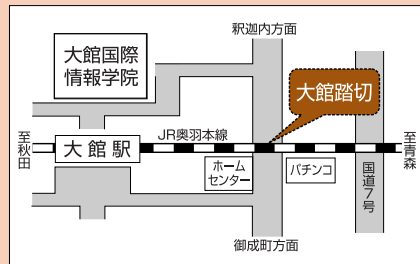 釈迦内方面
大館国際
情報学院
大館踏切
JR奥羽本線
至秋田
大館駅
至青森
ホーム
センター
パチンコ
国道7号
御成町方面